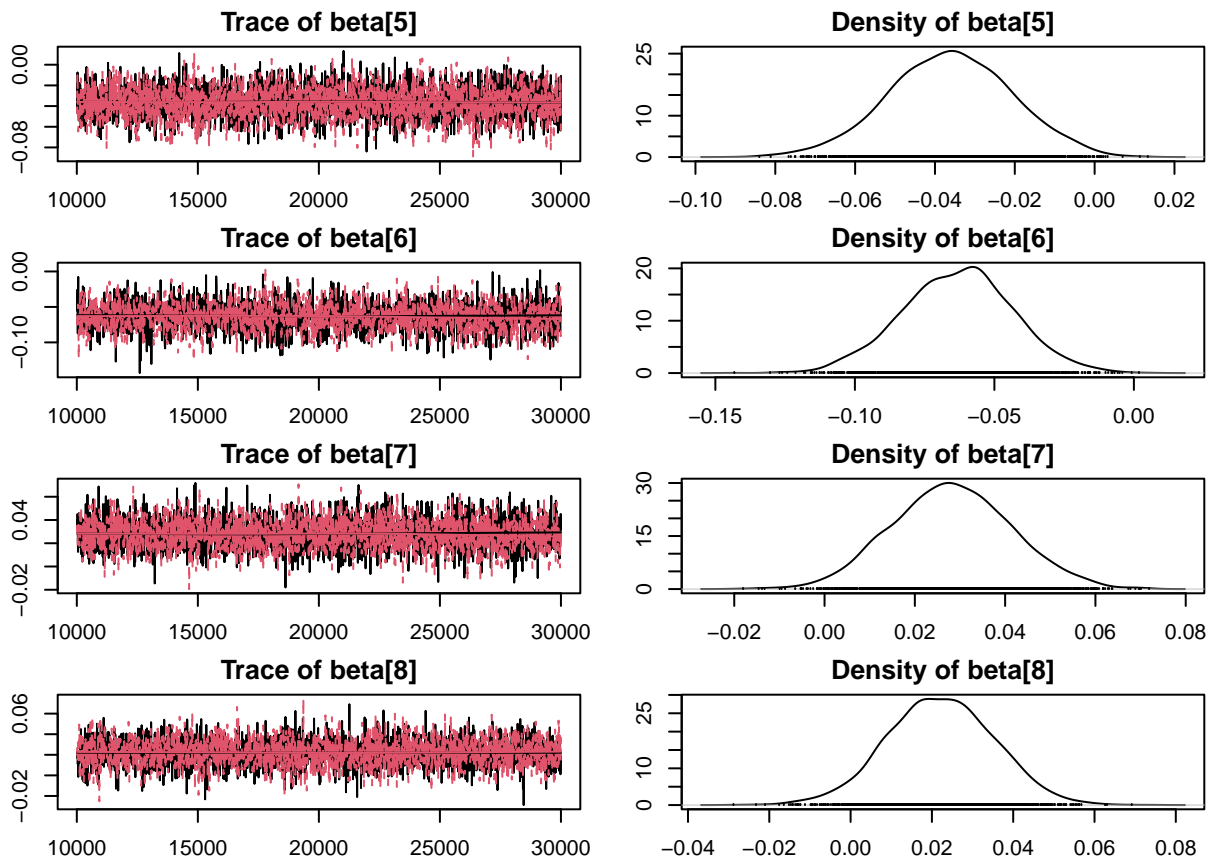 Trace of beta[5]
0.00
−0.08
10000 15000 20000 25000 30000
Density of beta[5]
25
10
0
−0.10 −0.08 −0.06 −0.04 −0.02 0.00 0.02
Trace of beta[6]
0.00
−0.10
10000 15000 20000 25000 30000
Density of beta[6]
20
10
0
−0.15 −0.10 −0.05 0.00
Trace of beta[7]
0.04
−0.02
10000 15000 20000 25000 30000
Density of beta[7]
30
15
0
−0.02 0.00 0.02 0.04 0.06 0.08
Trace of beta[8]
0.06
−0.02
10000 15000 20000 25000 30000
Density of beta[8]
25
10
0
−0.04 −0.02 0.00 0.02 0.04 0.06 0.08